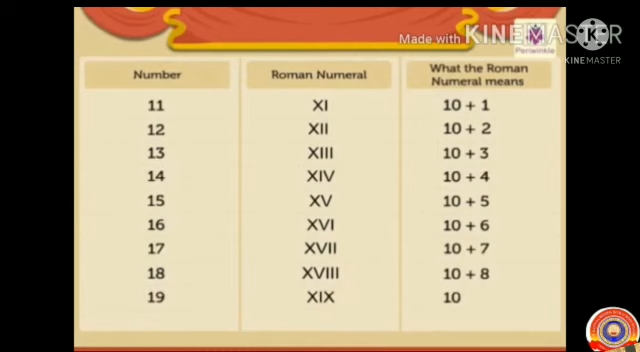 Made with KINEMASTER
Periwinkle
K
KINEMASTER
Number Roman Numeral What the Roman Numeral means
11 XI 10 + 1
12 XII 10 + 2
13 XIII 10 + 3
14 XIV 10 + 4
15 XV 10 + 5
16 XVI 10 + 6
17 XVII 10 + 7
18 XVIII 10 + 8
19 XIX 10